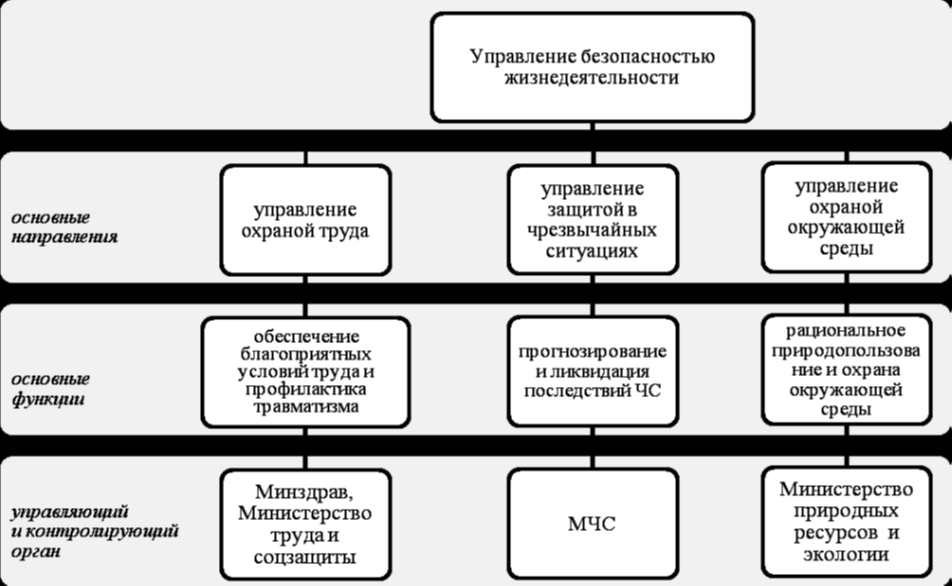 Управление безопасностью
жизнедеятельности
основные
направления
управление
охраной труда
управление
защитой в
чрезвычайных
ситуациях
управление
охраной
окружающей
среды
основные
функции
обеспечение
благоприятных
условий труда и
профилактика
травматизма
прогнозирование
и ликвидация
последствий ЧС
рациональное
природопользова
ние и охрана
окружающей
среды
управляющий
и контролирующий
орган
Минздрав,
Министерство
труда и
соцзащиты
МЧС
Министерство
природных
ресурсов и
экологии